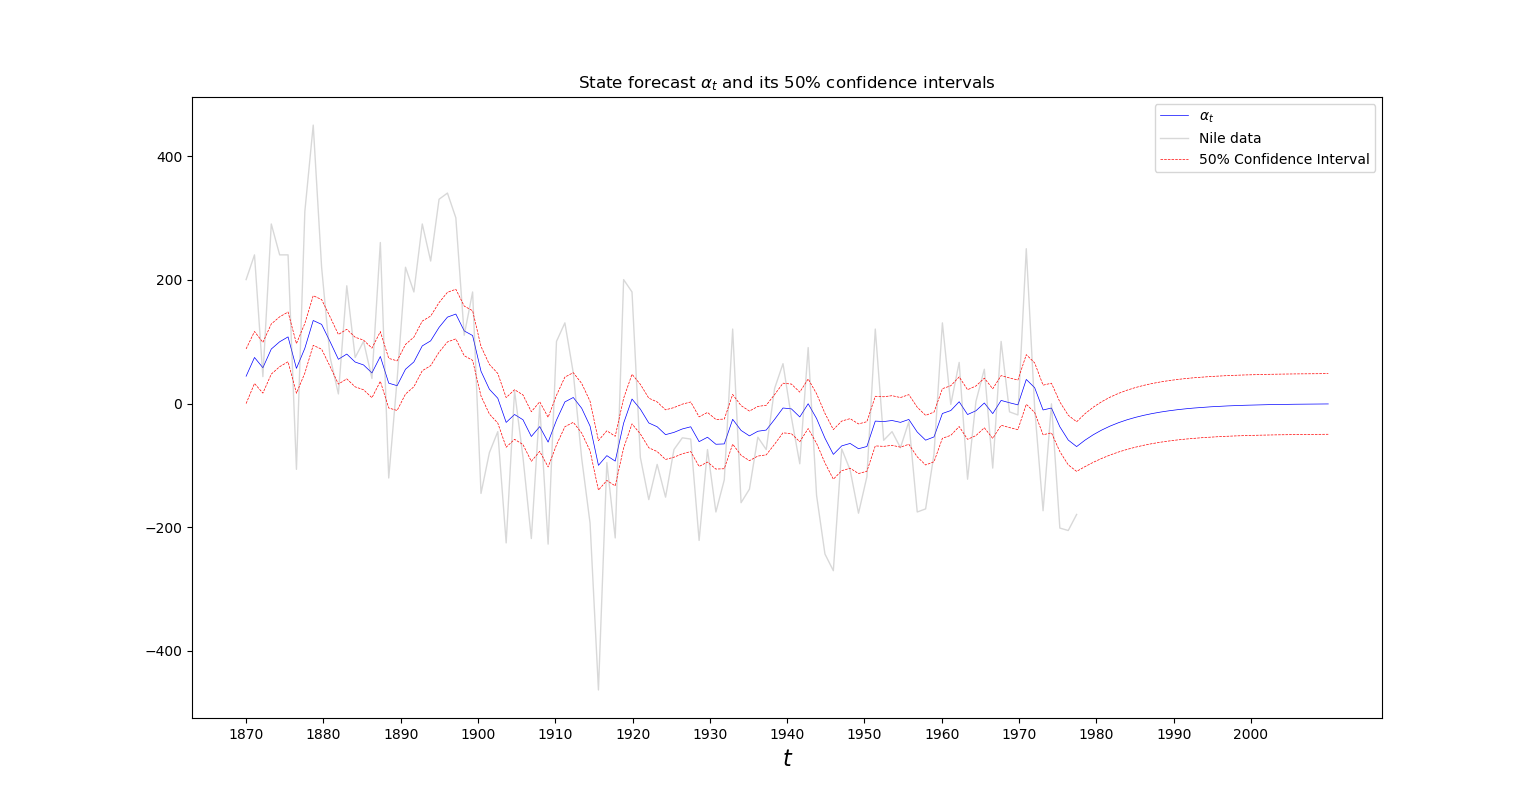 State forecast αt and its 50% confidence intervals
αt
Nile data
50% Confidence Interval
400
200
0
−200
−400
1870 1880 1890 1900 1910 1920 1930 1940 1950 1960 1970 1980 1990 2000
t